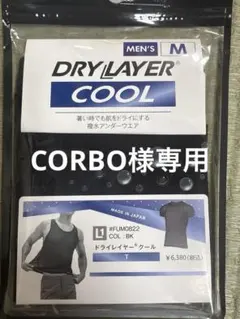 MEN'S M
DRYLAYER®
COOL
暑い時でも肌をドライにする
撥水アンダーウエア
CORBO様専用
MADE IN JAPAN
#FUM0822
COL : BK
ドライレイヤー®クール
T
¥6,380(税込)